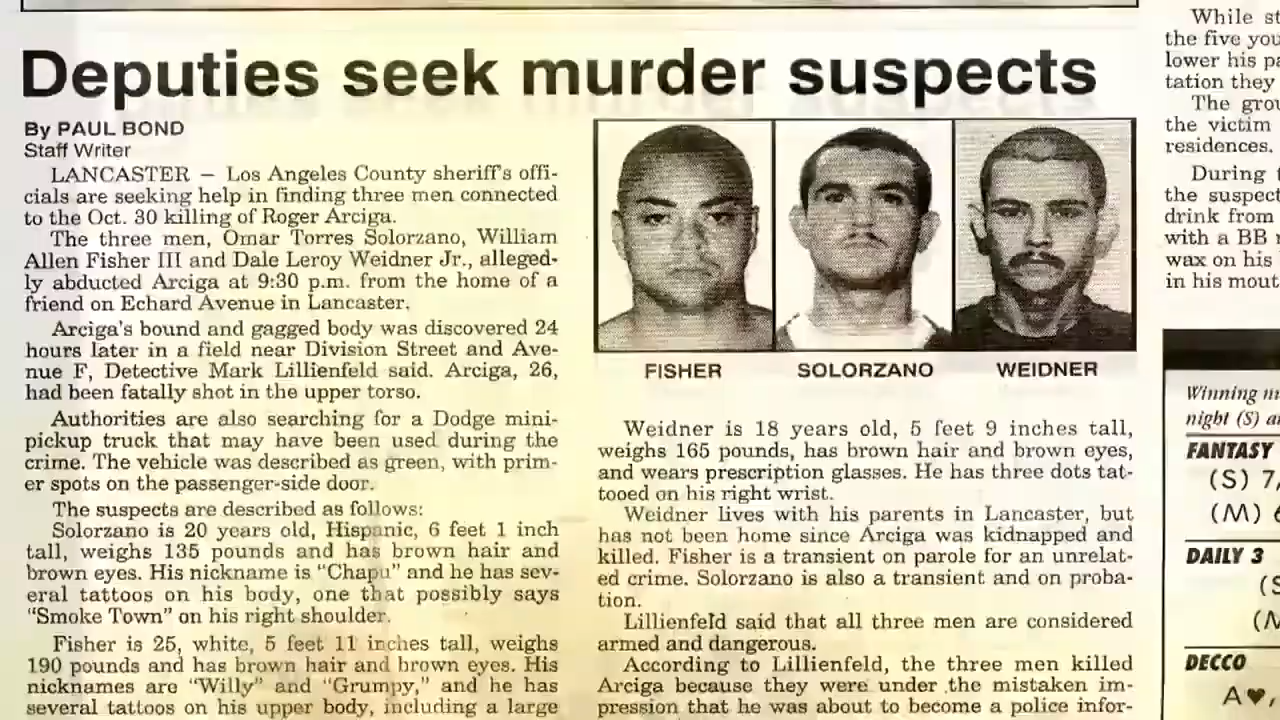 Deputies seek murder suspects
By PAUL BOND
Staff Writer
LANCASTER — Los Angeles County sheriff's offi-
cials are seeking help in finding three men connected
to the Oct. 30 killing of Roger Arciga.
The three men, Omar Torres Solorzano, William
Allen Fisher III and Dale Leroy Weidner Jr., alleged-
ly abducted Arciga at 9:30 p.m. from the home of a
friend on Echard Avenue in Lancaster.
Arciga's bound and gagged body was discovered 24
hours later in a field near Division Street and Ave-
nue F, Detective Mark Lillienfeld said. Arciga, 26,
had been fatally shot in the upper torso.
Authorities are also searching for a Dodge mini-
pickup truck that may have been used during the
crime. The vehicle was described as green, with prim-
er spots on the passenger-side door.
The suspects are described as follows:
Solorzano is 20 years old, Hispanic, 6 feet 1 inch
tall, weighs 135 pounds and has brown hair and
brown eyes. His nickname is "Chapu" and he has sev-
eral tattoos on his body, one that possibly says
"Smoke Town" on his right shoulder.
Fisher is 25, white, 5 feet 11 inches tall, weighs
190 pounds and has brown hair and brown eyes. His
nicknames are "Willy" and "Grumpy," and he has
several tattoos on his upper body, including a large
FISHER SOLORZANO WEIDNER
Weidner is 18 years old, 5 feet 9 inches tall,
weighs 165 pounds, has brown hair and brown eyes,
and wears prescription glasses. He has three dots tat-
tooed on his right wrist.
Weidner lives with his parents in Lancaster, but
has not been home since Arciga was kidnapped and
killed. Fisher is a transient on parole for an unrelat-
ed crime. Solorzano is also a transient and on proba-
tion.
Lillienfeld said that all three men are considered
armed and dangerous.
According to Lillienfeld, the three men killed
Arciga because they were under the mistaken im-
pression that he was about to become a police infor-
While st
the five you
lower his pa
tation they
The grou
the victim
residences.
During t
the suspect
drink from
with a BB
wax on his
in his mout
Winning nu
night (S) a
FANTASY
(S) 7,
(M) 6
DAILY 3
(S
(M
DECCO
A♥,